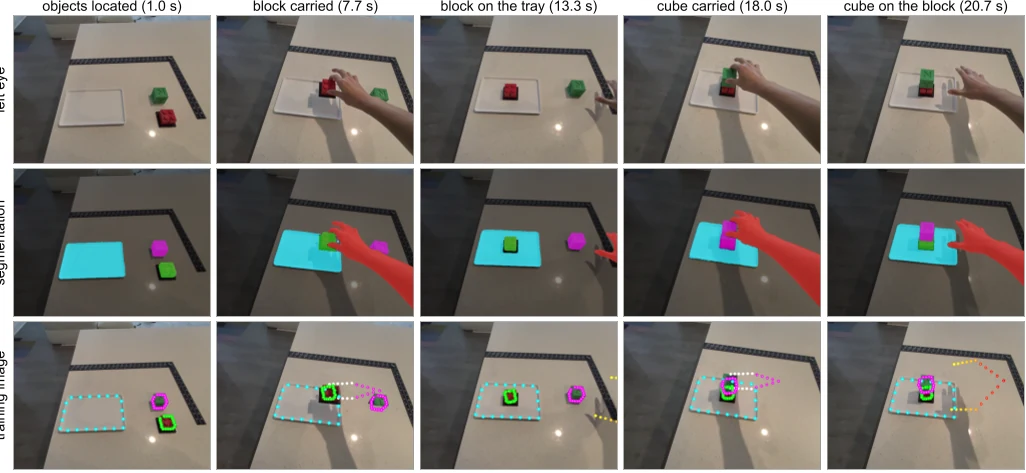 objects located (1.0 s)
block carried (7.7 s)
block on the tray (13.3 s)
cube carried (18.0 s)
cube on the block (20.7 s)
left eye
segmentation
training image